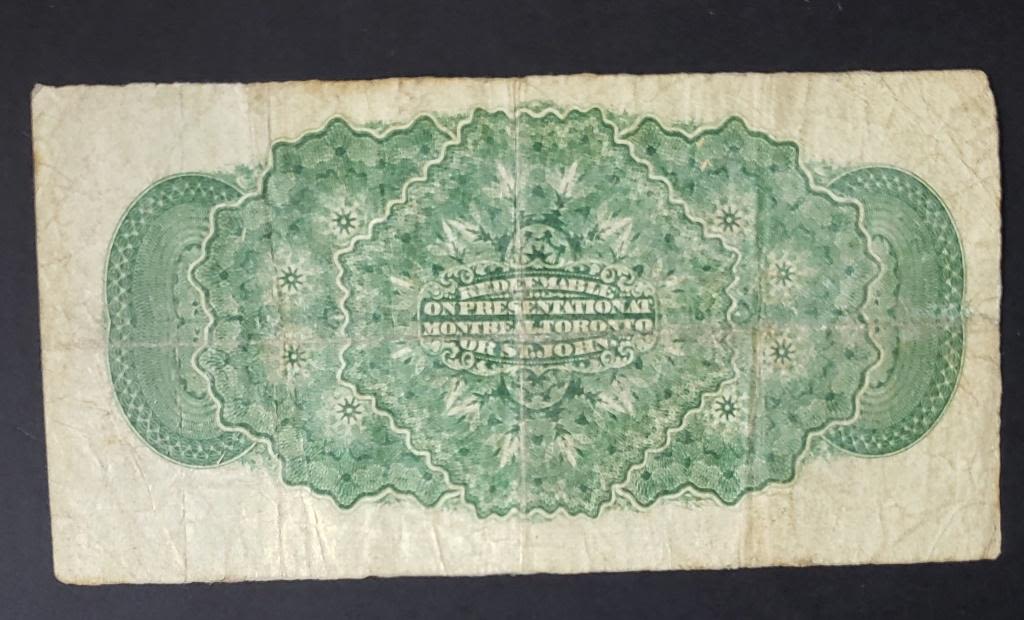 REDEEMABLE
ON PRESENTATION AT
MONTREAL.TORONTO
OR ST. JOHN.